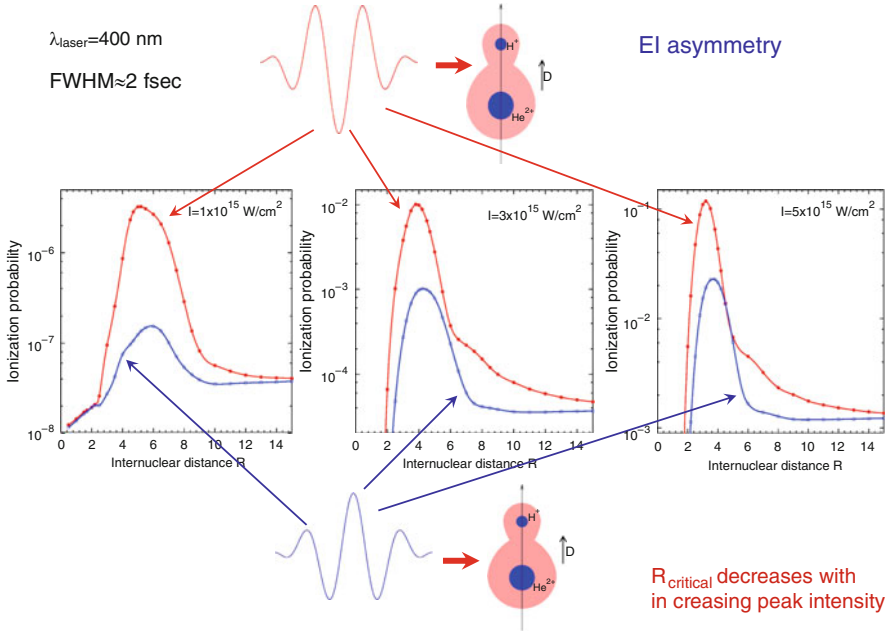 λlaser=400 nm
FWHM≈2 fsec
EI asymmetry
H+
D
He2+
I=1x10^15 W/cm^2
I=3x10^15 W/cm^2
I=5x10^15 W/cm^2
Ionization probability
10^-6
10^-7
10^-8
0 2 4 6 8 10 12 14
Internuclear distance R
Ionization probability
10^-2
10^-3
10^-4
0 2 4 6 8 10 12 14
Internuclear distance R
Ionization probability
10^-1
10^-2
10^-3
0 2 4 6 8 10 12 14
Internuclear distance R
H+
D
He2+
Rcritical decreases with
in creasing peak intensity